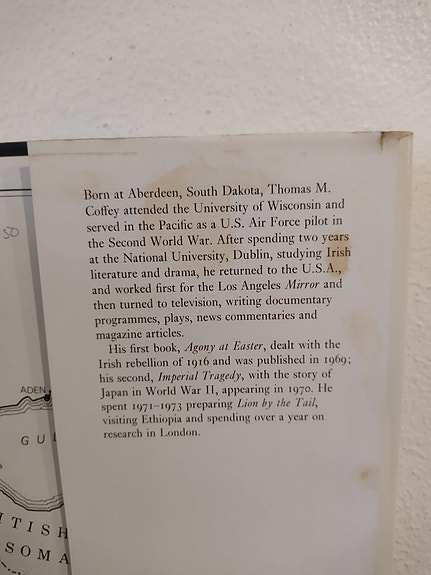 Born at Aberdeen, South Dakota, Thomas M.
Coffey attended the University of Wisconsin and
served in the Pacific as a U.S. Air Force pilot in
the Second World War. After spending two years
at the National University, Dublin, studying Irish
literature and drama, he returned to the U.S.A.,
and worked first for the Los Angeles Mirror and
then turned to television, writing documentary
programmes, plays, news commentaries and
magazine articles.
His first book, Agony at Easter, dealt with the
Irish rebellion of 1916 and was published in 1969;
his second, Imperial Tragedy, with the story of
Japan in World War II, appearing in 1970. He
spent 1971–1973 preparing Lion by the Tail,
visiting Ethiopia and spending over a year on
research in London.
50
ADEN
GUL
ITISH
SOMA